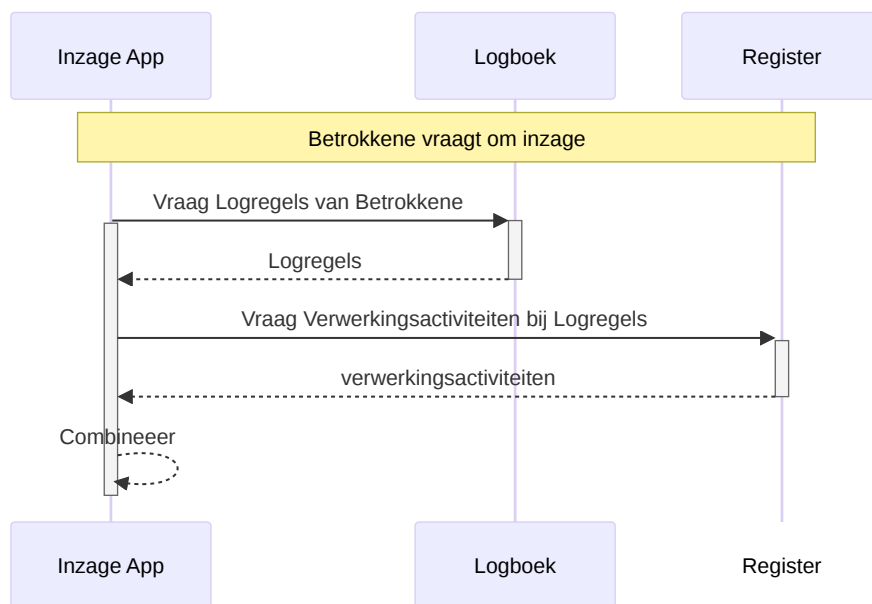 Inzage App
Logboek
Register
Betrokkene vraagt om inzage
Vraag Logregels van Betrokkene
Logregels
Vraag Verwerkingsactiviteiten bij Logregels
verwerkingsactiviteiten
Combineeer
Inzage App
Logboek
Register